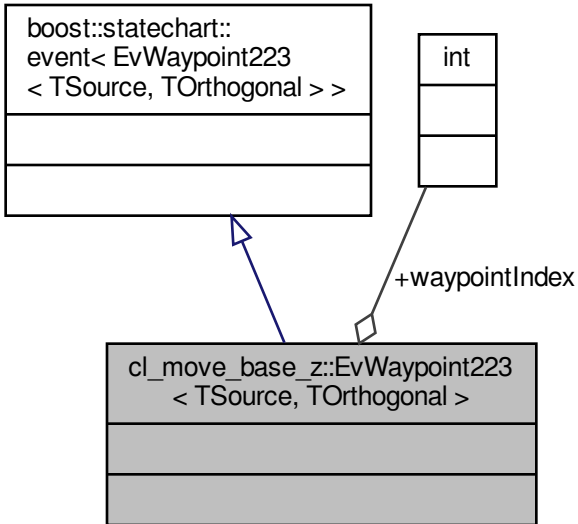 boost::statechart::
event< EvWaypoint223
< TSource, TOrthogonal > >
int
+waypointIndex
cl_move_base_z::EvWaypoint223
< TSource, TOrthogonal >